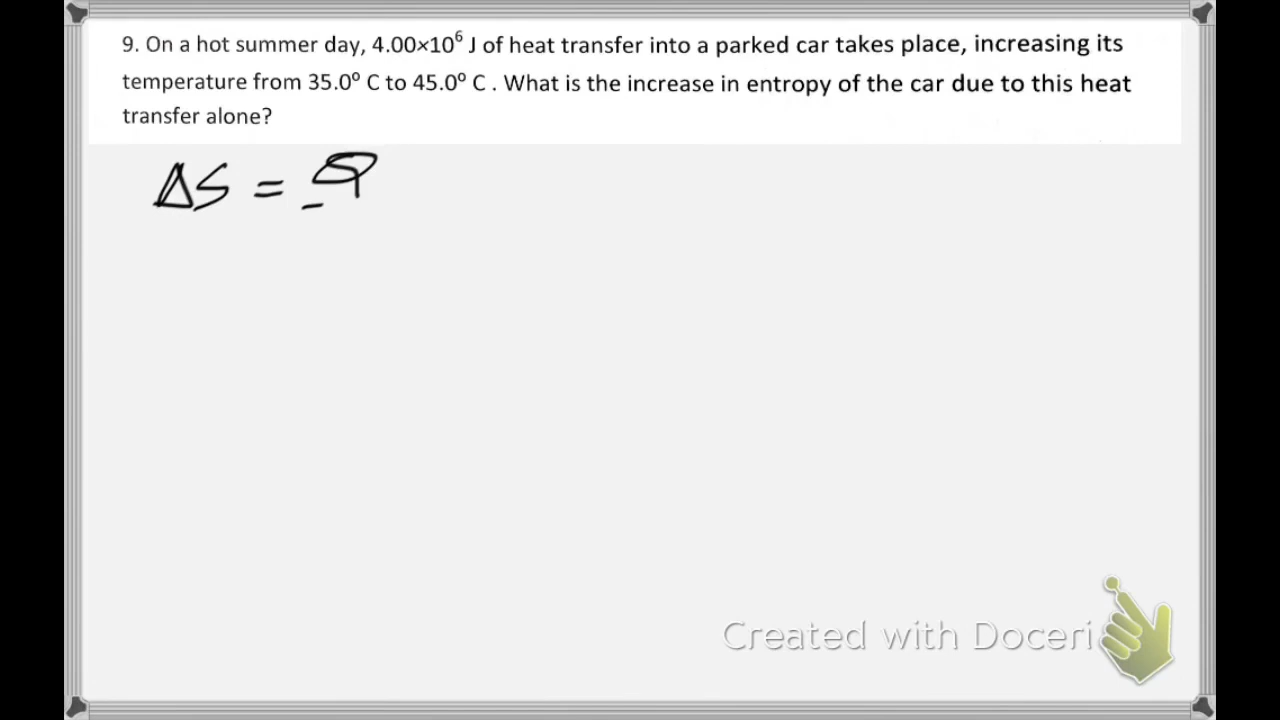 9. On a hot summer day, 4.00×10⁶ J of heat transfer into a parked car takes place, increasing its
temperature from 35.0º C to 45.0º C . What is the increase in entropy of the car due to this heat
transfer alone?
ΔS = Q
Created with Doceri